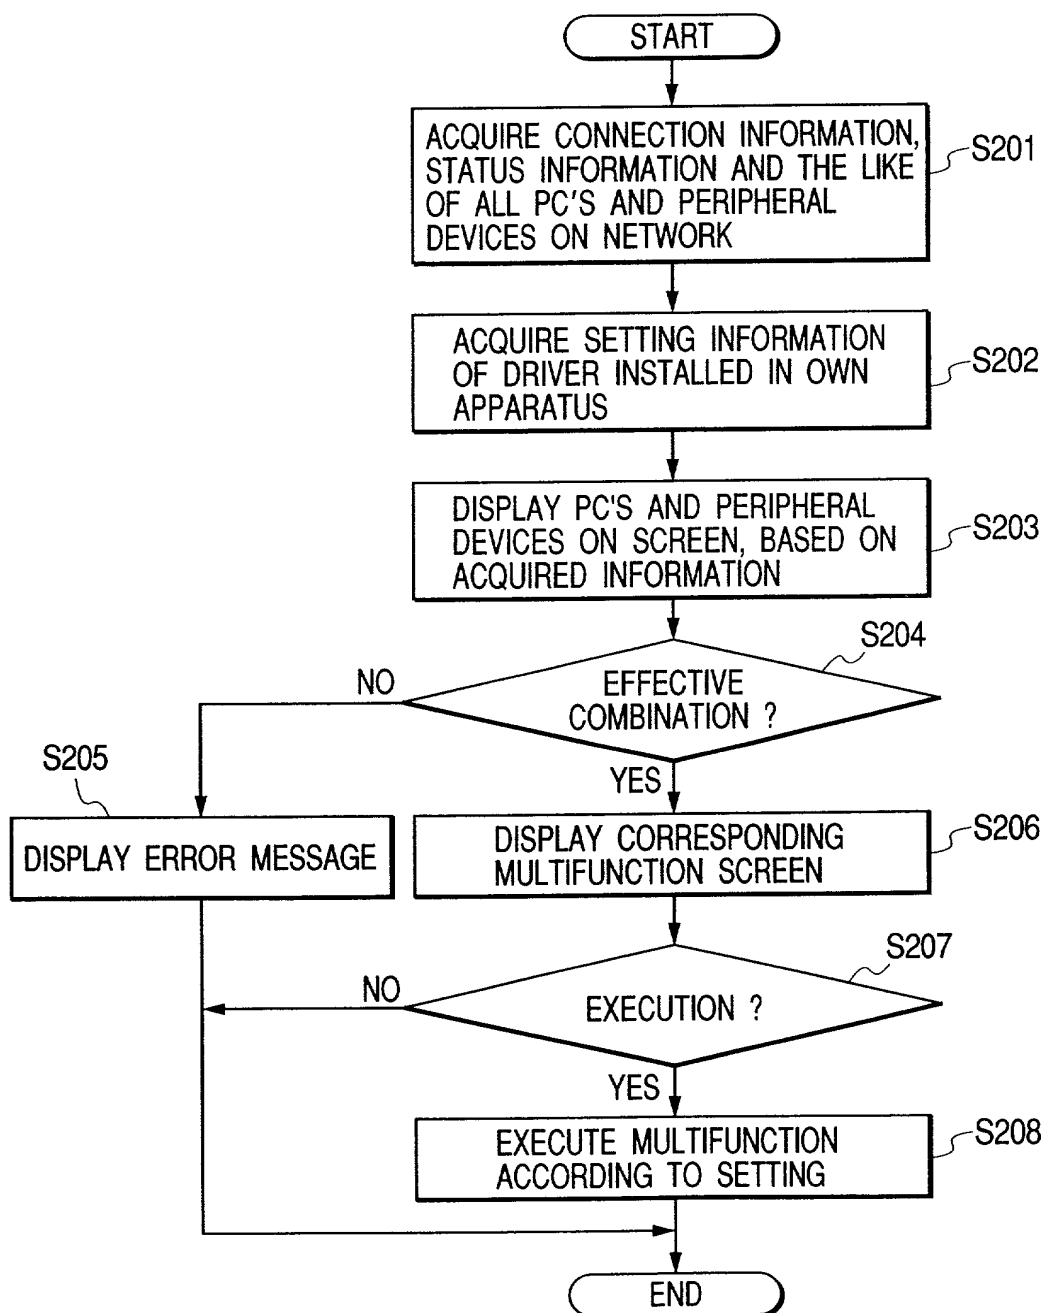 START
ACQUIRE CONNECTION INFORMATION,
STATUS INFORMATION AND THE LIKE
OF ALL PC'S AND PERIPHERAL
DEVICES ON NETWORK
S201
ACQUIRE SETTING INFORMATION
OF DRIVER INSTALLED IN OWN
APPARATUS
S202
DISPLAY PC'S AND PERIPHERAL
DEVICES ON SCREEN, BASED ON
ACQUIRED INFORMATION
S203
S204
EFFECTIVE
COMBINATION ?
NO
YES
S205
DISPLAY ERROR MESSAGE
DISPLAY CORRESPONDING
MULTIFUNCTION SCREEN
S206
S207
EXECUTION ?
NO
YES
EXECUTE MULTIFUNCTION
ACCORDING TO SETTING
S208
END